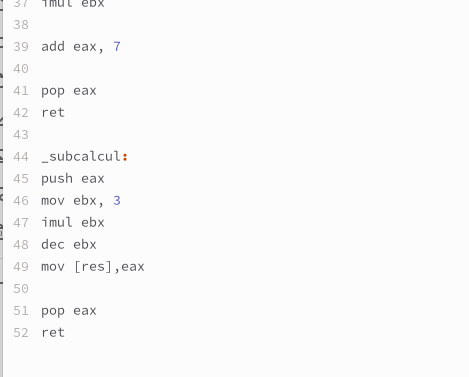 37 imul ebx
38
39 add eax, 7
40
41 pop eax
42 ret
43
44 _subcalcul:
45 push eax
46 mov ebx, 3
47 imul ebx
48 dec ebx
49 mov [res],eax
50
51 pop eax
52 ret